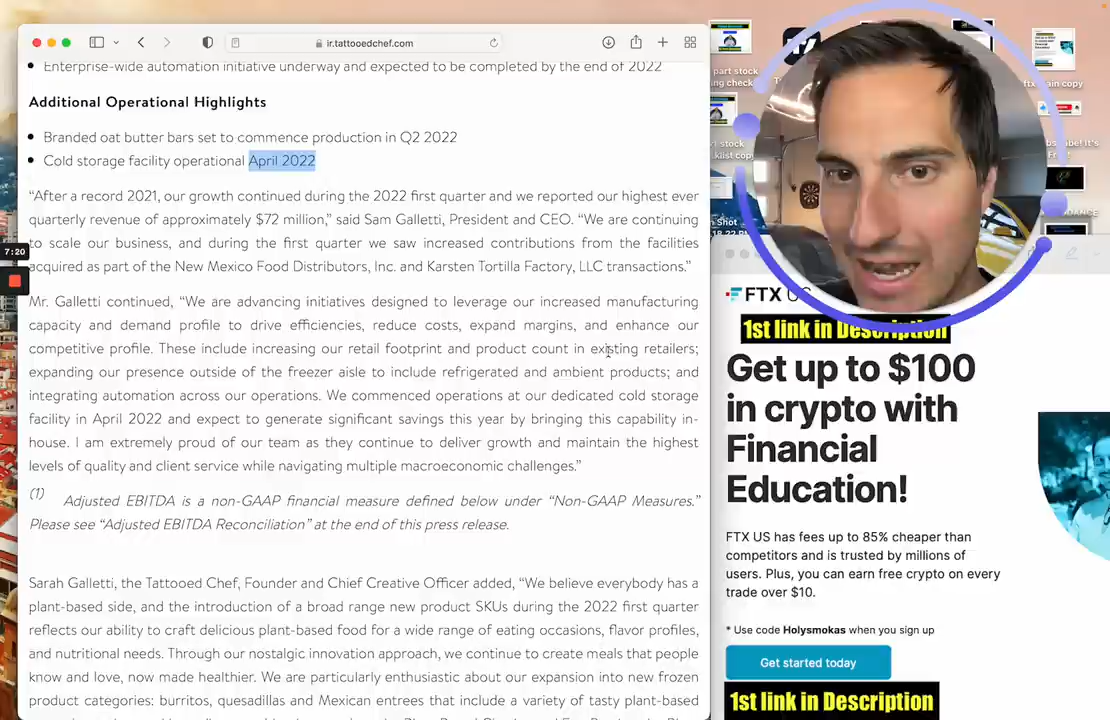 ir.tattooedchef.com
Enterprise-wide automation initiative underway and expected to be completed by the end of 2022
Additional Operational Highlights
Branded oat butter bars set to commence production in Q2 2022
Cold storage facility operational April 2022
“After a record 2021, our growth continued during the 2022 first quarter and we reported our highest ever
quarterly revenue of approximately $72 million,” said Sam Galletti, President and CEO. “We are continuing
to scale our business, and during the first quarter we saw increased contributions from the facilities
acquired as part of the New Mexico Food Distributors, Inc. and Karsten Tortilla Factory, LLC transactions.”
7:20
Mr. Galletti continued, “We are advancing initiatives designed to leverage our increased manufacturing
capacity and demand profile to drive efficiencies, reduce costs, expand margins, and enhance our
competitive profile. These include increasing our retail footprint and product count in existing retailers;
expanding our presence outside of the freezer aisle to include refrigerated and ambient products; and
integrating automation across our operations. We commenced operations at our dedicated cold storage
facility in April 2022 and expect to generate significant savings this year by bringing this capability in-
house. I am extremely proud of our team as they continue to deliver growth and maintain the highest
levels of quality and client service while navigating multiple macroeconomic challenges.”
(1) Adjusted EBITDA is a non-GAAP financial measure defined below under “Non-GAAP Measures.”
Please see “Adjusted EBITDA Reconciliation” at the end of this press release.
Sarah Galletti, the Tattooed Chef, Founder and Chief Creative Officer added, “We believe everybody has a
plant-based side, and the introduction of a broad range new product SKUs during the 2022 first quarter
reflects our ability to craft delicious plant-based food for a wide range of eating occasions, flavor profiles,
and nutritional needs. Through our nostalgic innovation approach, we continue to create meals that people
know and love, now made healthier. We are particularly enthusiastic about our expansion into new frozen
product categories: burritos, quesadillas and Mexican entrees that include a variety of tasty plant-based
FTX US
1st link in Description
Get up to $100
in crypto with
Financial
Education!
FTX US has fees up to 85% cheaper than
competitors and is trusted by millions of
users. Plus, you can earn free crypto on every
trade over $10.
* Use code Holysmokas when you sign up
Get started today
1st link in Description